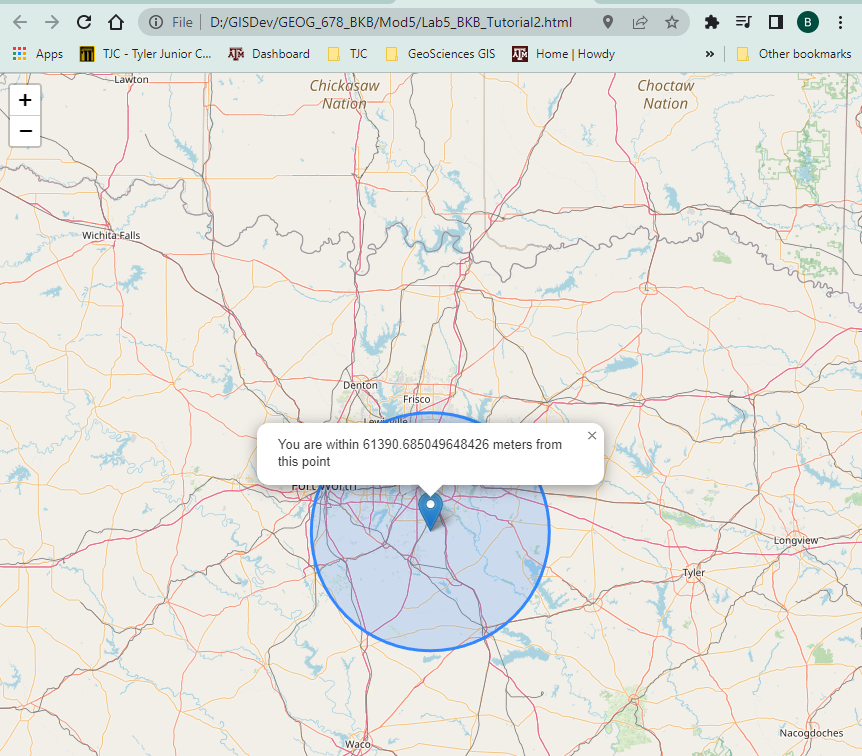 File
D:/GISDev/GEOG_678_BKB/Mod5/Lab5_BKB_Tutorial2.html
B
Apps
TJC - Tyler Junior C...
Dashboard
TJC
GeoSciences GIS
Home | Howdy
»
Other bookmarks
+
−
Lawton
Chickasaw
Nation
Choctaw
Nation
Wichita Falls
Denton
Frisco
Lewisville
You are within 61390.685049648426 meters from
this point
×
Fort Worth
Longview
Tyler
Waco
Nacogdoches